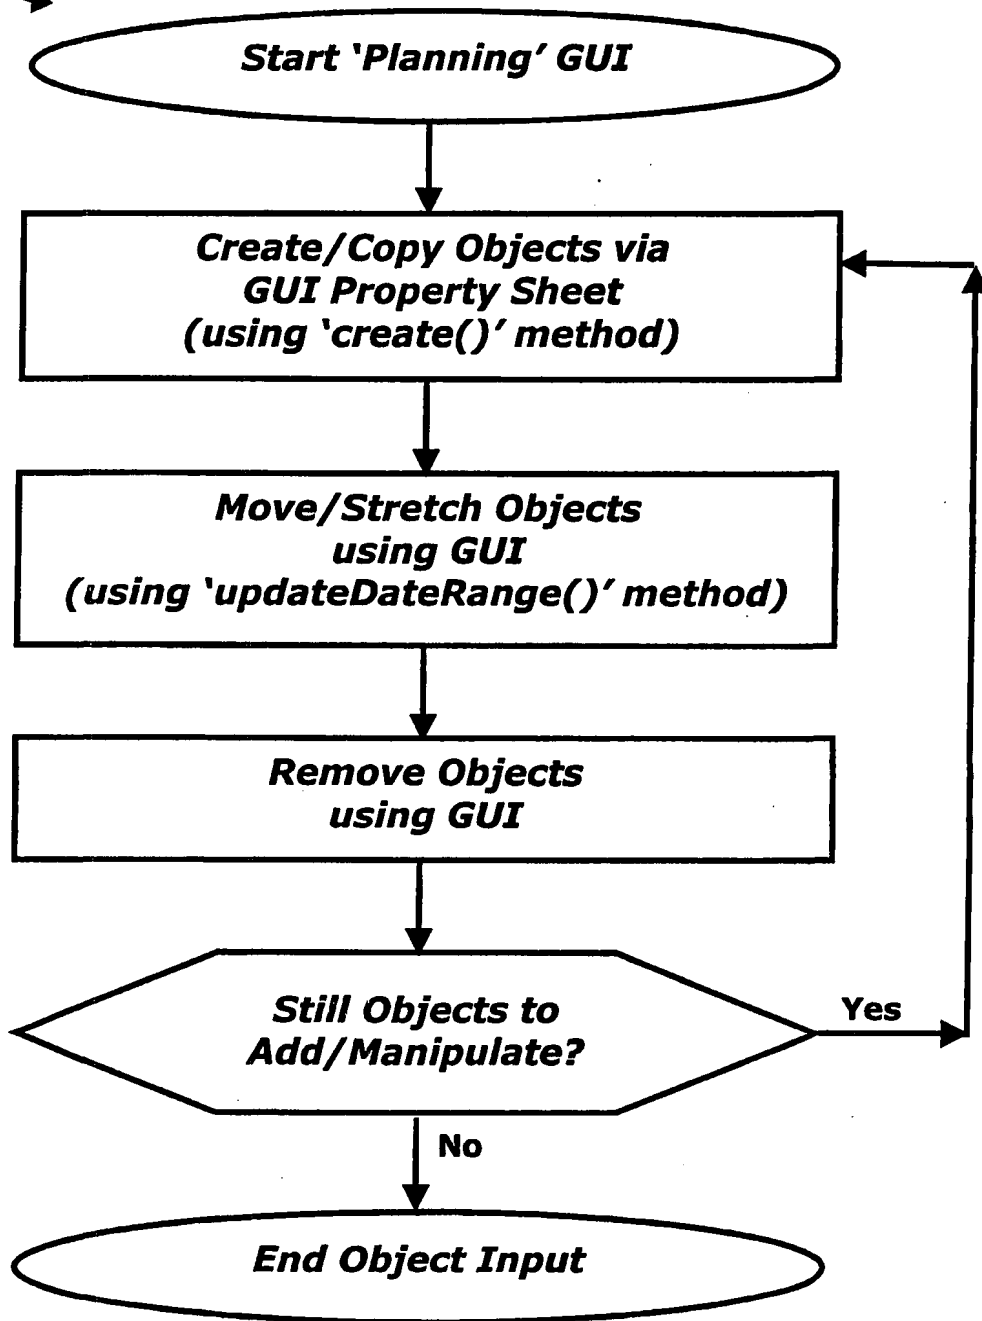 Start ‘Planning’ GUI
Create/Copy Objects via
GUI Property Sheet
(using ‘create()’ method)
Move/Stretch Objects
using GUI
(using ‘updateDateRange()’ method)
Remove Objects
using GUI
Still Objects to
Add/Manipulate?
Yes
No
End Object Input